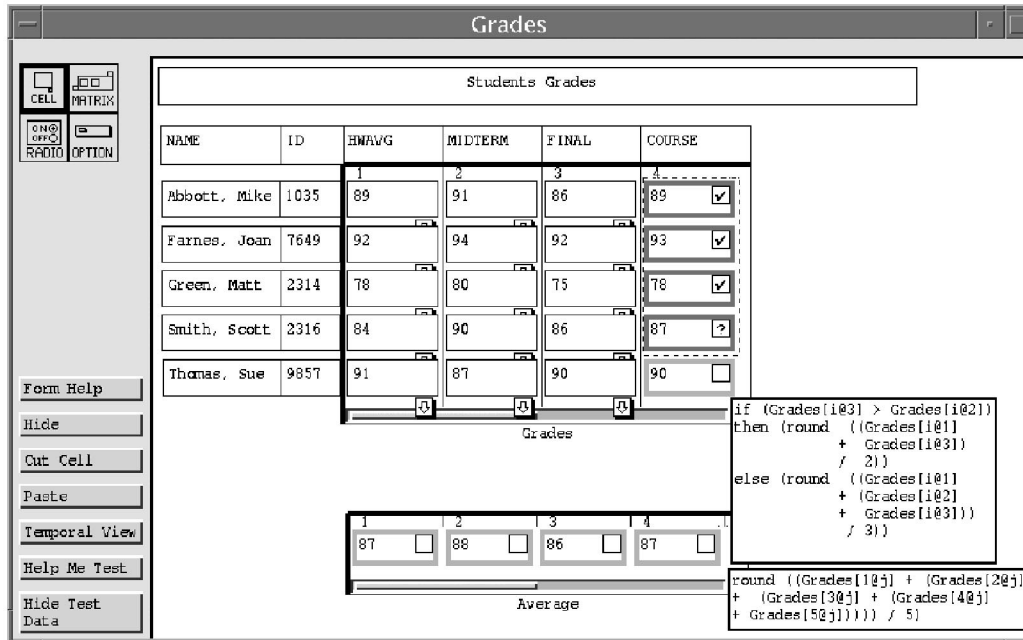 Grades
CELL MATRIX
ON OFF
RADIO OPTION
Students Grades
NAME ID HWAVG MIDTERM FINAL COURSE
1 2 3 4
Abbott, Mike 1035 89 91 86 89
Farnes, Joan 7649 92 94 92 93
Green, Matt 2314 78 80 75 78
Smith, Scott 2316 84 90 86 87 ?
Thomas, Sue 9857 91 87 90 90
Grades
if (Grades[i@3] > Grades[i@2])
then (round ((Grades[i@1]
+ Grades[i@3])
/ 2))
else (round ((Grades[i@1]
+ (Grades[i@2]
+ Grades[i@3]))
/ 3))
1 2 3 4
87 88 86 87
Average
round ((Grades[1@j] + (Grades[2@j]
+ (Grades[3@j] + (Grades[4@j]
+ Grades[5@j])))) / 5)
Form Help
Hide
Cut Cell
Paste
Temporal View
Help Me Test
Hide Test
Data